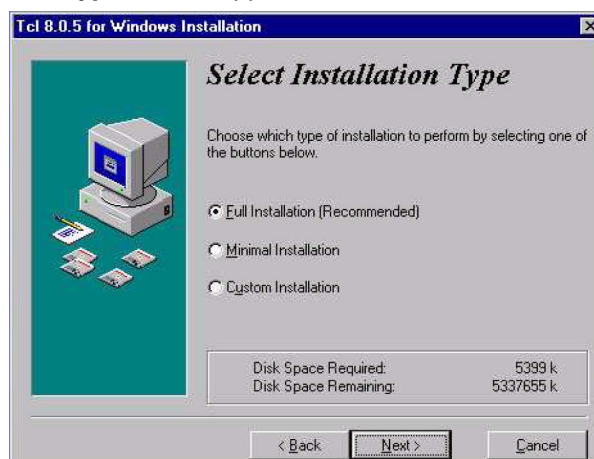 Tcl 8.0.5 for Windows Installation
Select Installation Type
Choose which type of installation to perform by selecting one of
the buttons below.
Full Installation (Recommended)
Minimal Installation
Custom Installation
Disk Space Required: 5399 k
Disk Space Remaining: 5337655 k
< Back Next > Cancel